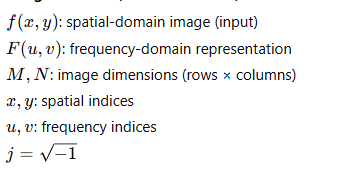 f(x, y): spatial-domain image (input)
F(u, v): frequency-domain representation
M, N: image dimensions (rows × columns)
x, y: spatial indices
u, v: frequency indices
j = √−1